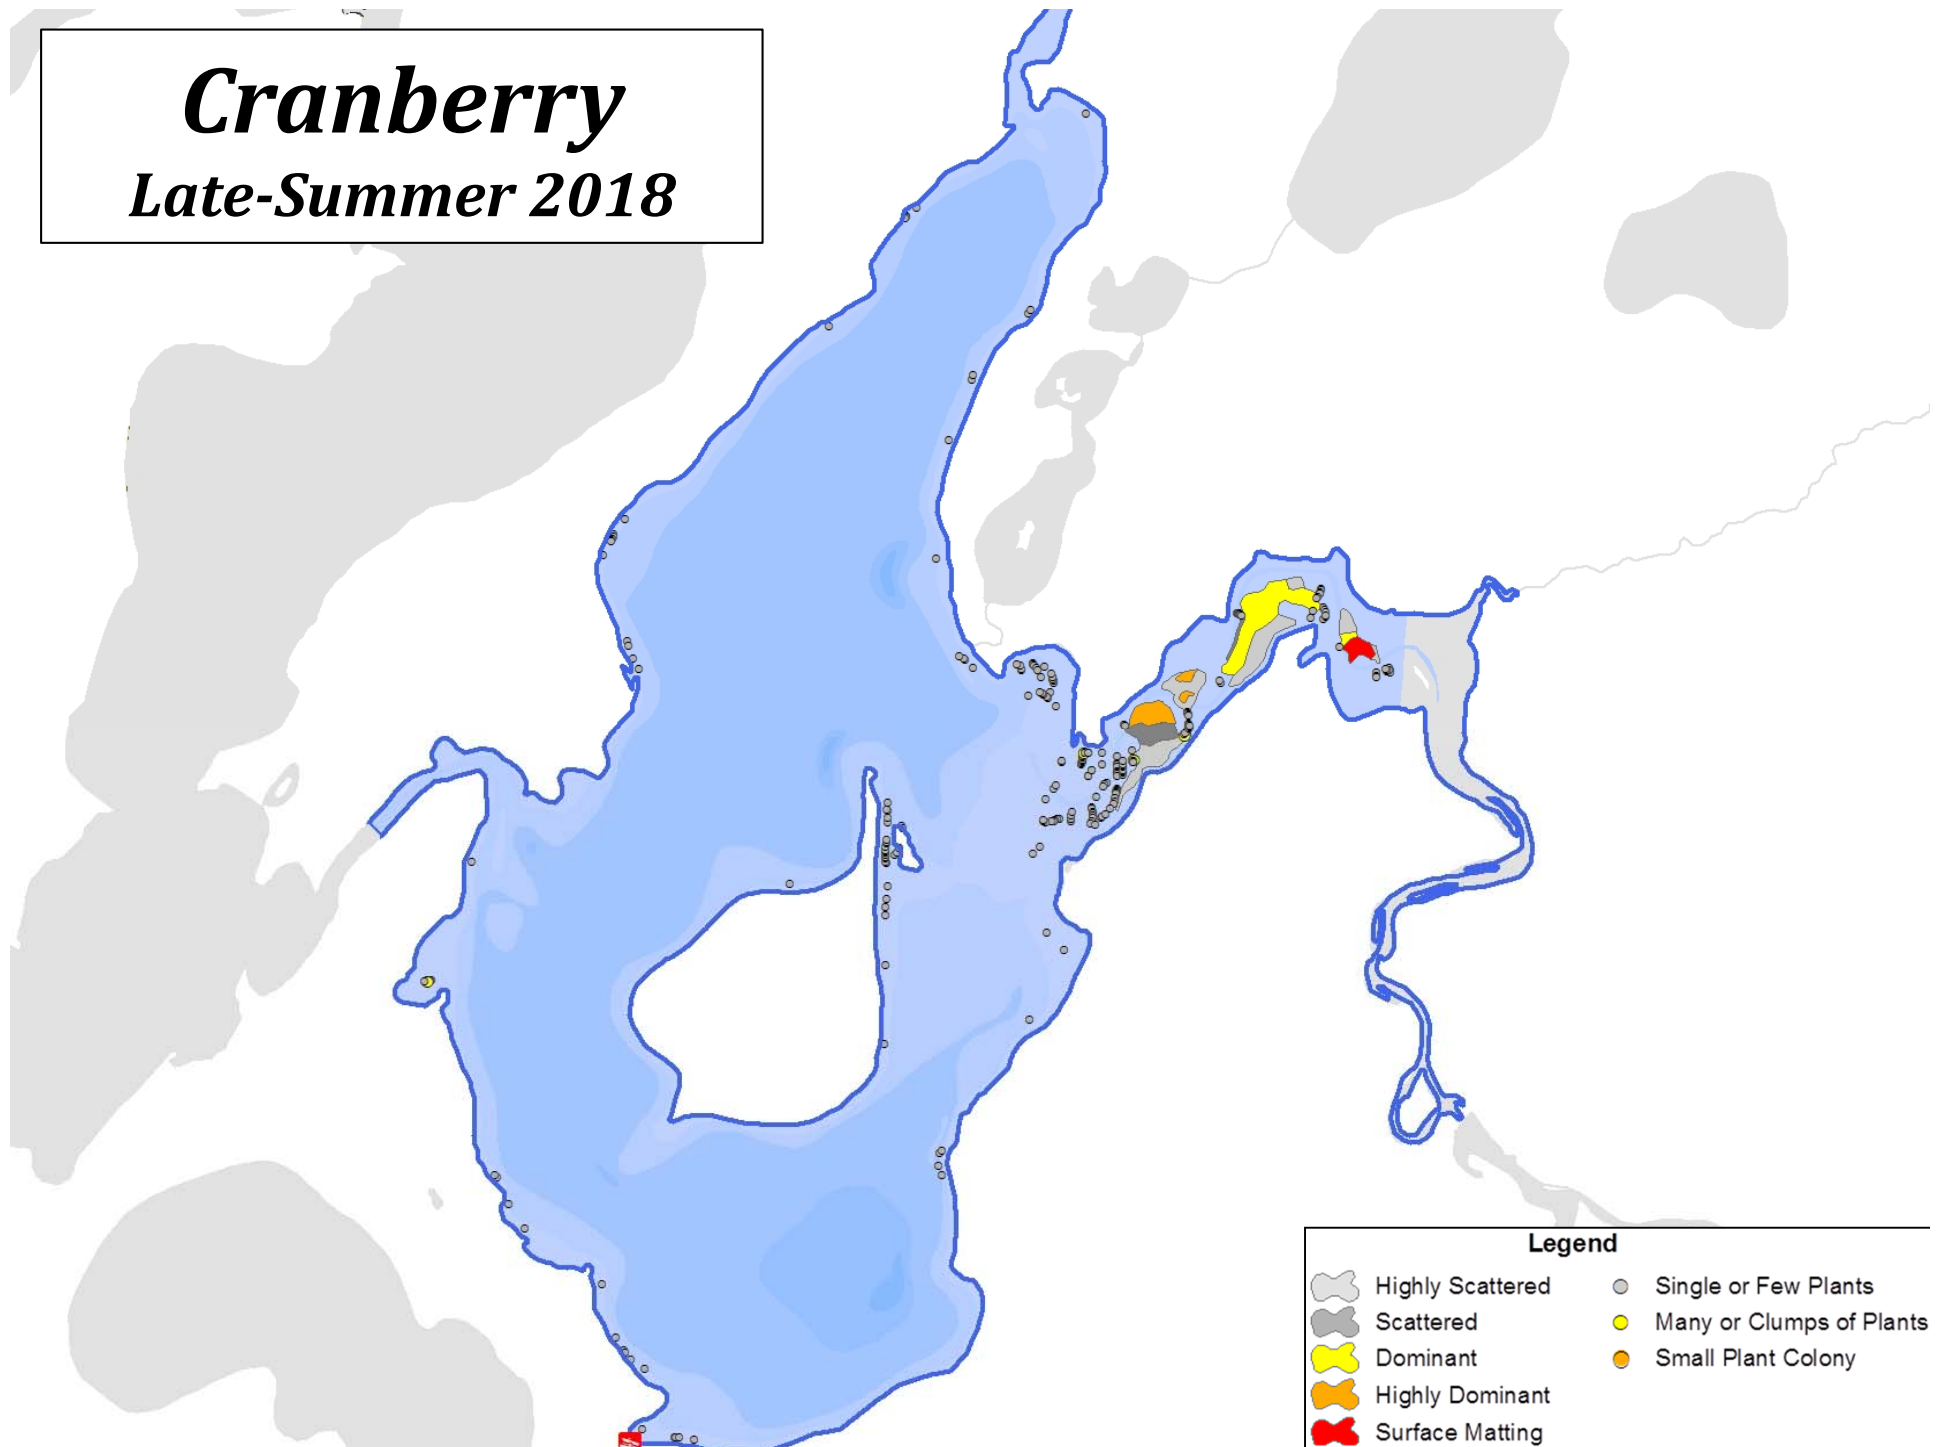 Cranberry
Late-Summer 2018
Legend
Highly Scattered
Single or Few Plants
Scattered
Many or Clumps of Plants
Dominant
Small Plant Colony
Highly Dominant
Surface Matting